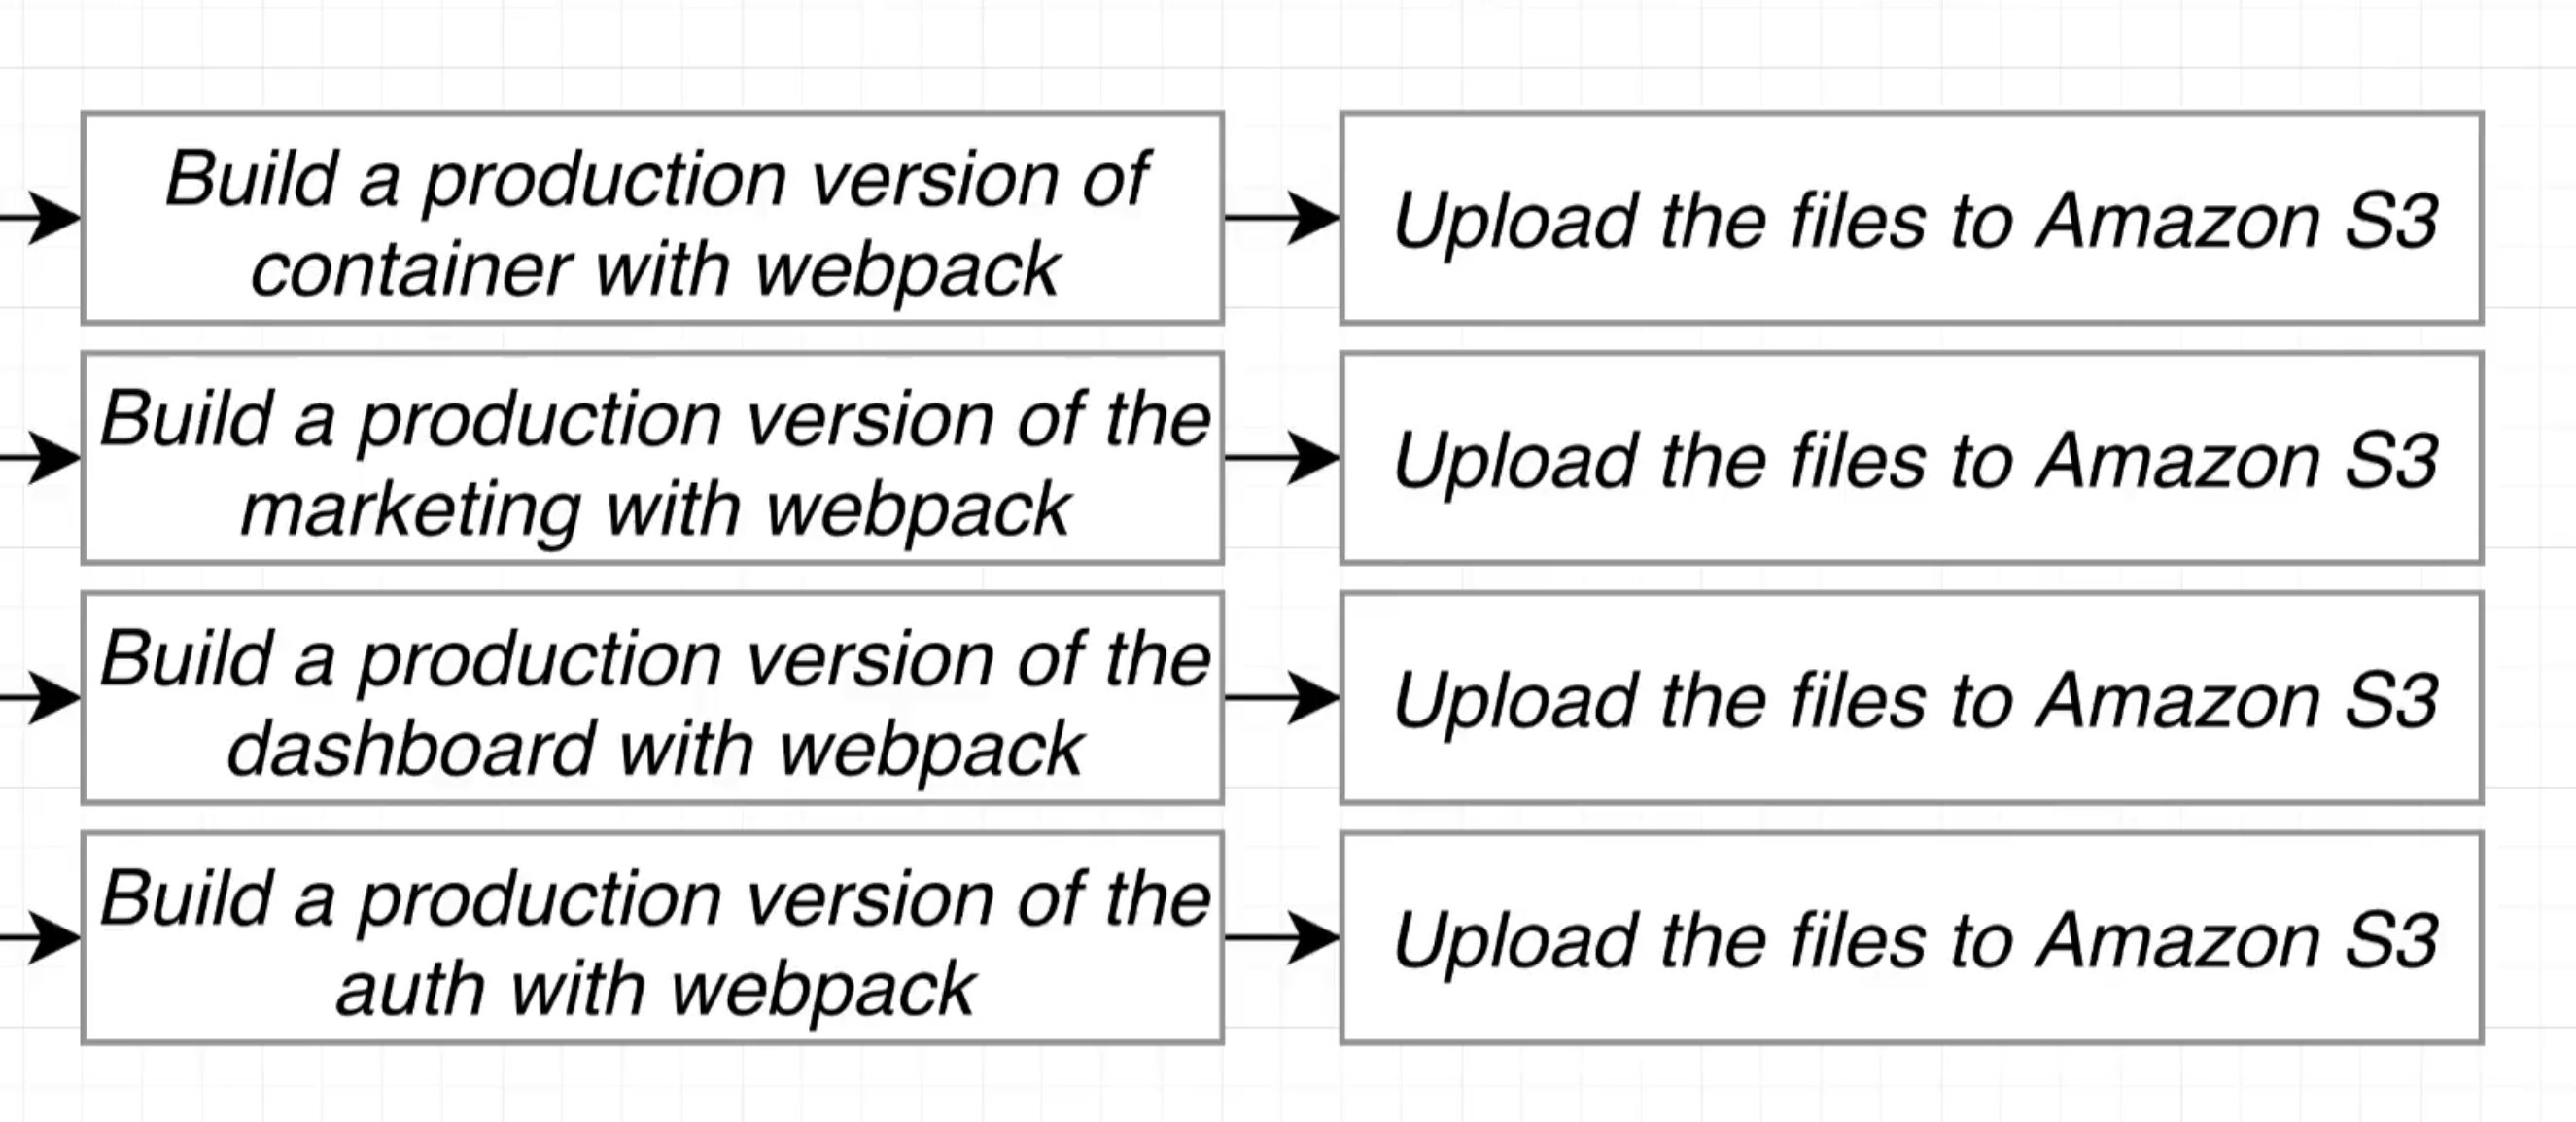 Build a production version of
container with webpack
Upload the files to Amazon S3
Build a production version of the
marketing with webpack
Upload the files to Amazon S3
Build a production version of the
dashboard with webpack
Upload the files to Amazon S3
Build a production version of the
auth with webpack
Upload the files to Amazon S3